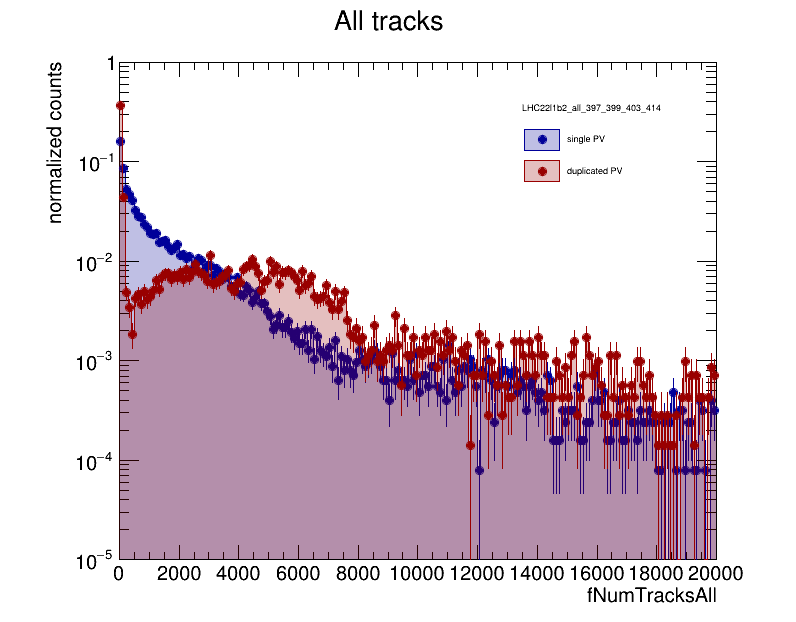 All tracks
normalized counts
1
10⁻¹
10⁻²
10⁻³
10⁻⁴
10⁻⁵
LHC22l1b2_all_397_399_403_414
single PV
duplicated PV
0 2000 4000 6000 8000 10000 12000 14000 16000 18000 20000
fNumTracksAll